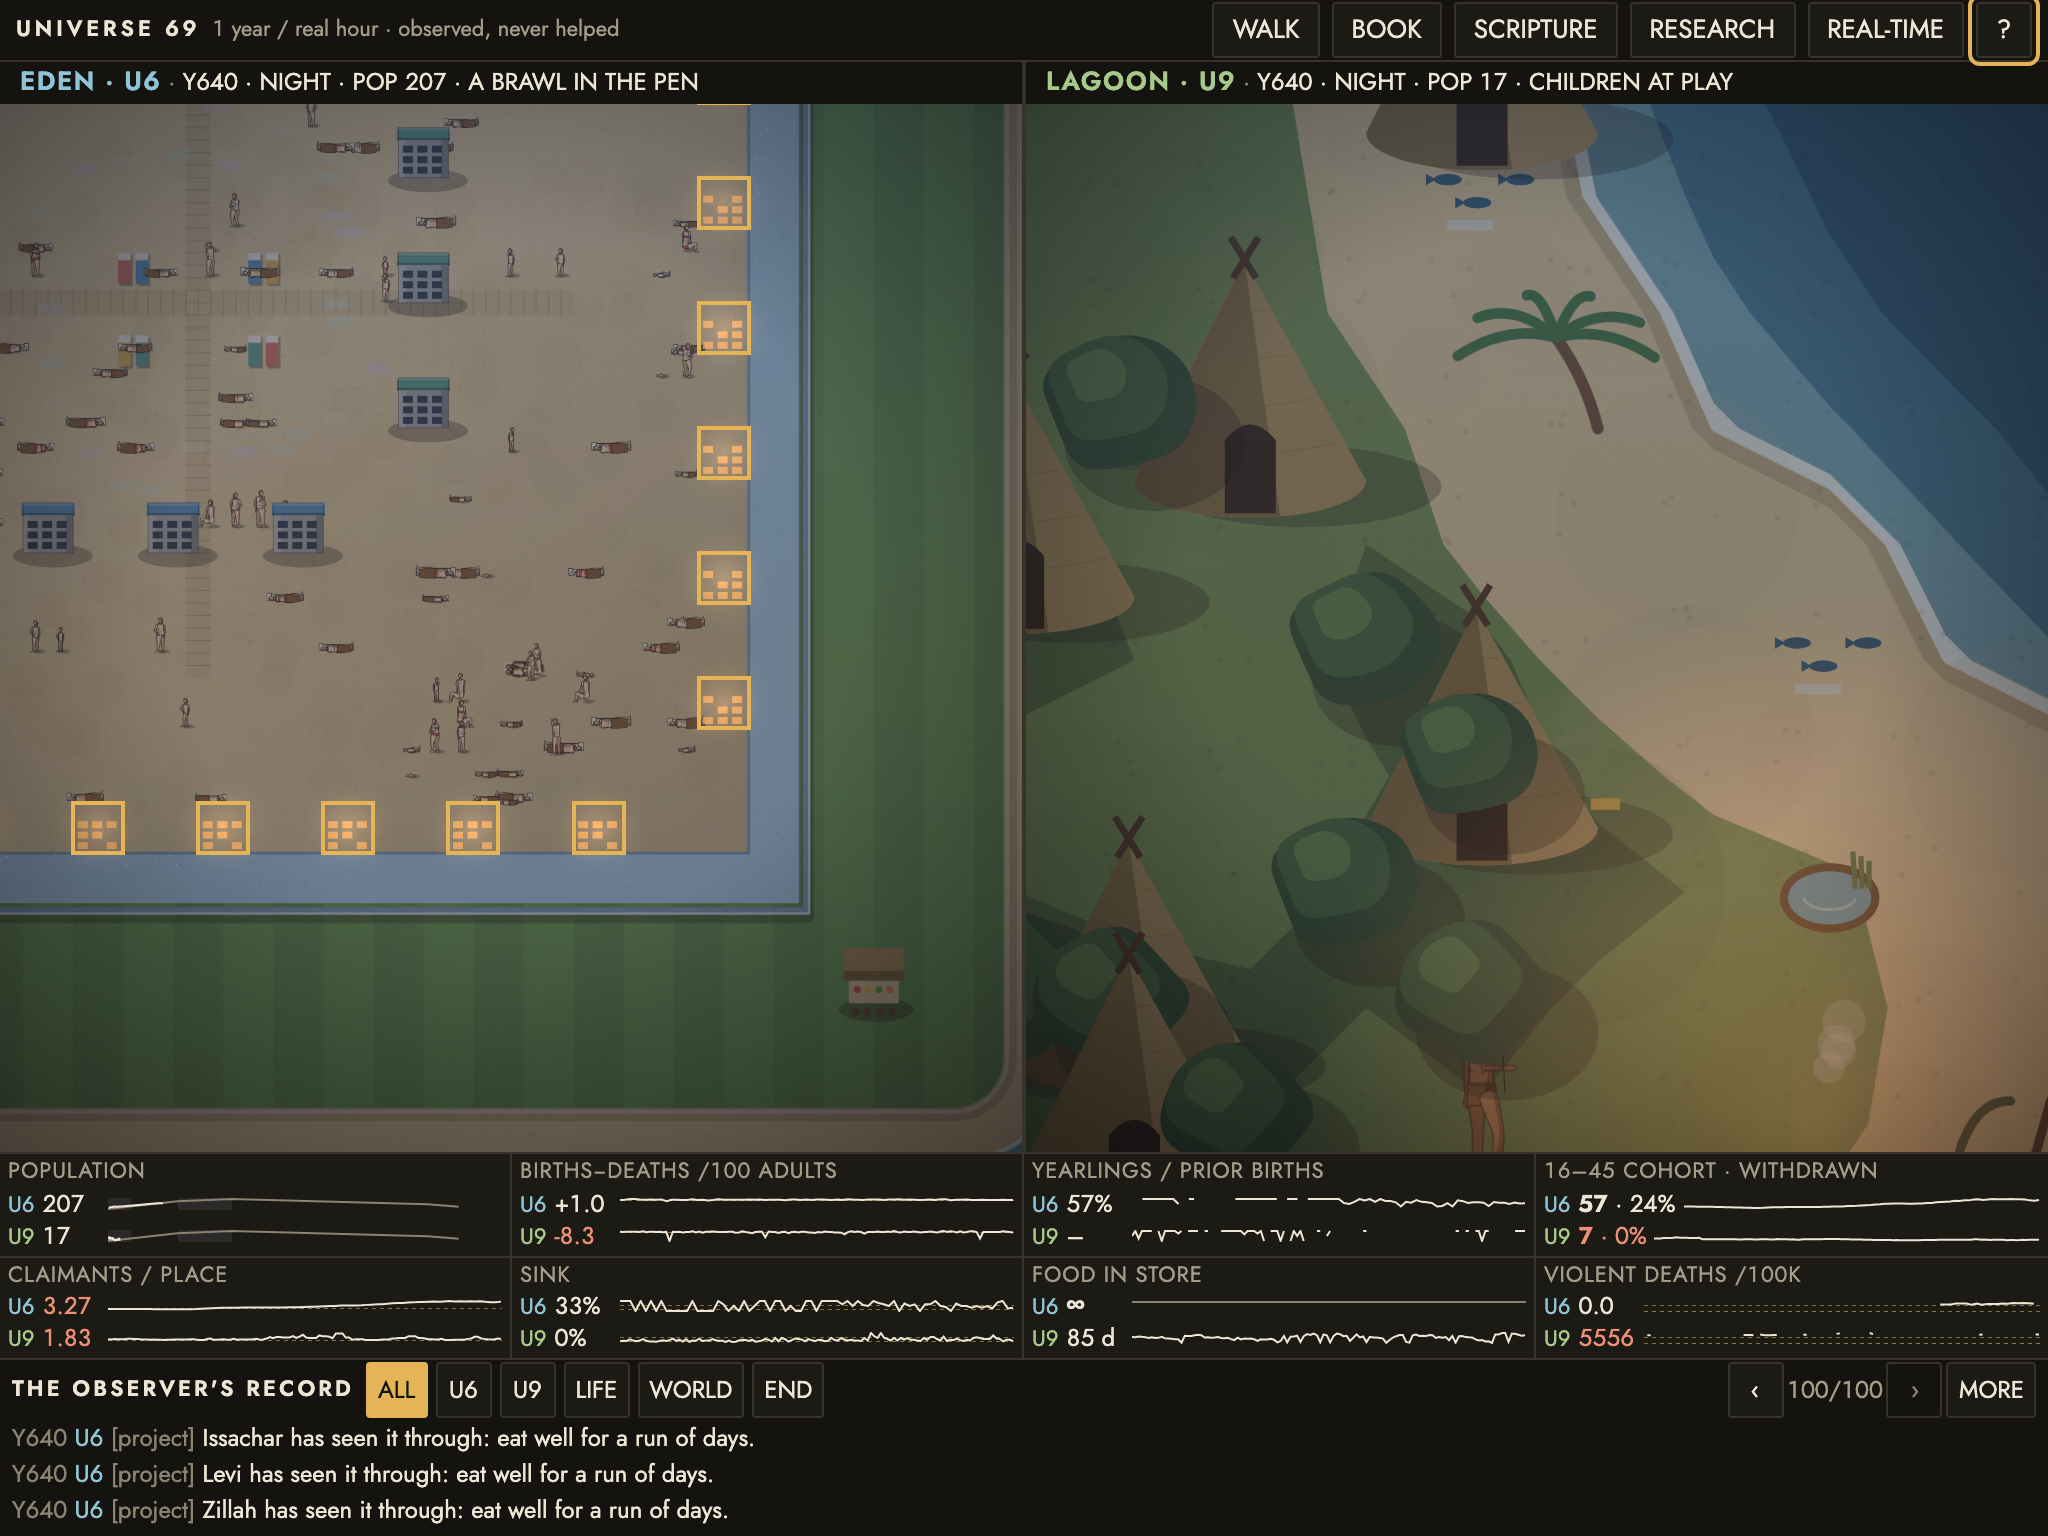 UNIVERSE 69 1 year / real hour · observed, never helped WALK BOOK SCRIPTURE RESEARCH REAL-TIME ?
EDEN · U6 · Y640 · NIGHT · POP 207 · A BRAWL IN THE PEN
LAGOON · U9 · Y640 · NIGHT · POP 17 · CHILDREN AT PLAY
POPULATION
U6 207
U9 17
BIRTHS–DEATHS /100 ADULTS
U6 +1.0
U9 -8.3
YEARLINGS / PRIOR BIRTHS
U6 57%
U9 –
16–45 COHORT · WITHDRAWN
U6 57 · 24%
U9 7 · 0%
CLAIMANTS / PLACE
U6 3.27
U9 1.83
SINK
U6 33%
U9 0%
FOOD IN STORE
U6 ∞
U9 85 d
VIOLENT DEATHS /100K
U6 0.0
U9 5556
THE OBSERVER'S RECORD ALL U6 U9 LIFE WORLD END ‹ 100/100 › MORE
Y640 U6 [project] Issachar has seen it through: eat well for a run of days.
Y640 U6 [project] Levi has seen it through: eat well for a run of days.
Y640 U6 [project] Zillah has seen it through: eat well for a run of days.